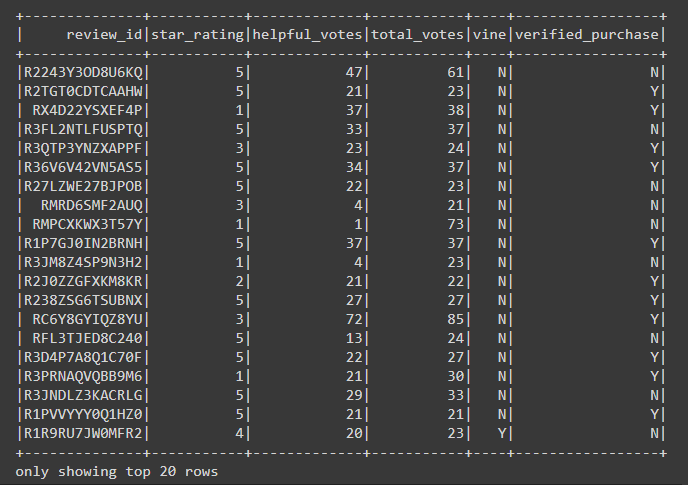 +--------------+-----------+-------------+-----------+----+-----------------+
|     review_id|star_rating|helpful_votes|total_votes|vine|verified_purchase|
+--------------+-----------+-------------+-----------+----+-----------------+
|R2243Y3OD8U6KQ|          5|           47|         61|   N|                N|
|R2TGT0CDTCAAHW|          5|           21|         23|   N|                Y|
| RX4D22YSXEF4P|          1|           37|         38|   N|                Y|
|R3FL2NTLFUSPTQ|          5|           33|         37|   N|                N|
|R3QTP3YNZXAPPF|          3|           23|         24|   N|                Y|
|R36V6V42VN5AS5|          5|           34|         37|   N|                Y|
|R27LZWE27BJPOB|          5|           22|         23|   N|                N|
| RMRD6SMF2AUQ|          3|            4|         21|   N|                N|
| RMPCXKWX3T57Y|          1|            1|         73|   N|                N|
|R1P7GJ0IN2BRNH|          5|           37|         37|   N|                Y|
|R3JM8Z4SP9N3H2|          1|            4|         23|   N|                N|
|R2J0ZZGFXKM8KR|          2|           21|         22|   N|                Y|
|R238ZSG6TSUBNX|          5|           27|         27|   N|                Y|
| RC6Y8GYIQZ8YU|          3|           72|         85|   N|                Y|
| RFL3TJED8C240|          5|           13|         24|   N|                N|
|R3D4P7A8Q1C70F|          5|           22|         27|   N|                Y|
|R3PRNAQVQBB9M6|          1|           21|         30|   N|                Y|
|R3JNDLZ3KACRLG|          5|           29|         33|   N|                N|
|R1PVVYYY0Q1HZ0|          5|           21|         21|   N|                Y|
|R1R9RU7JW0MFR2|          4|           20|         23|   Y|                N|
+--------------+-----------+-------------+-----------+----+-----------------+
only showing top 20 rows